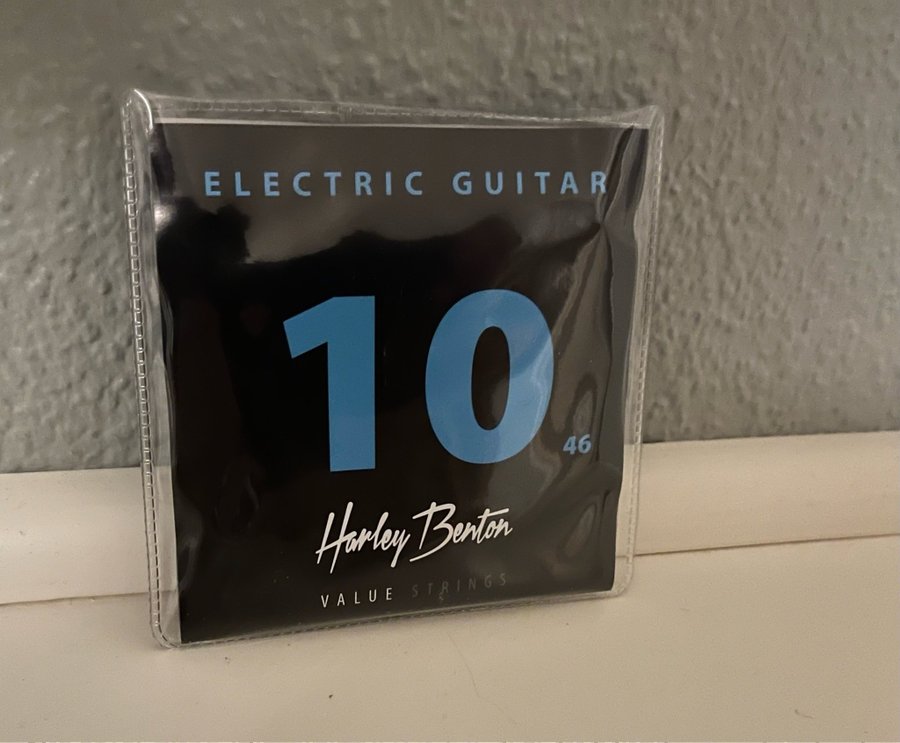 ELECTRIC GUITAR
10
46
Harley Benton
VALUE STRINGS